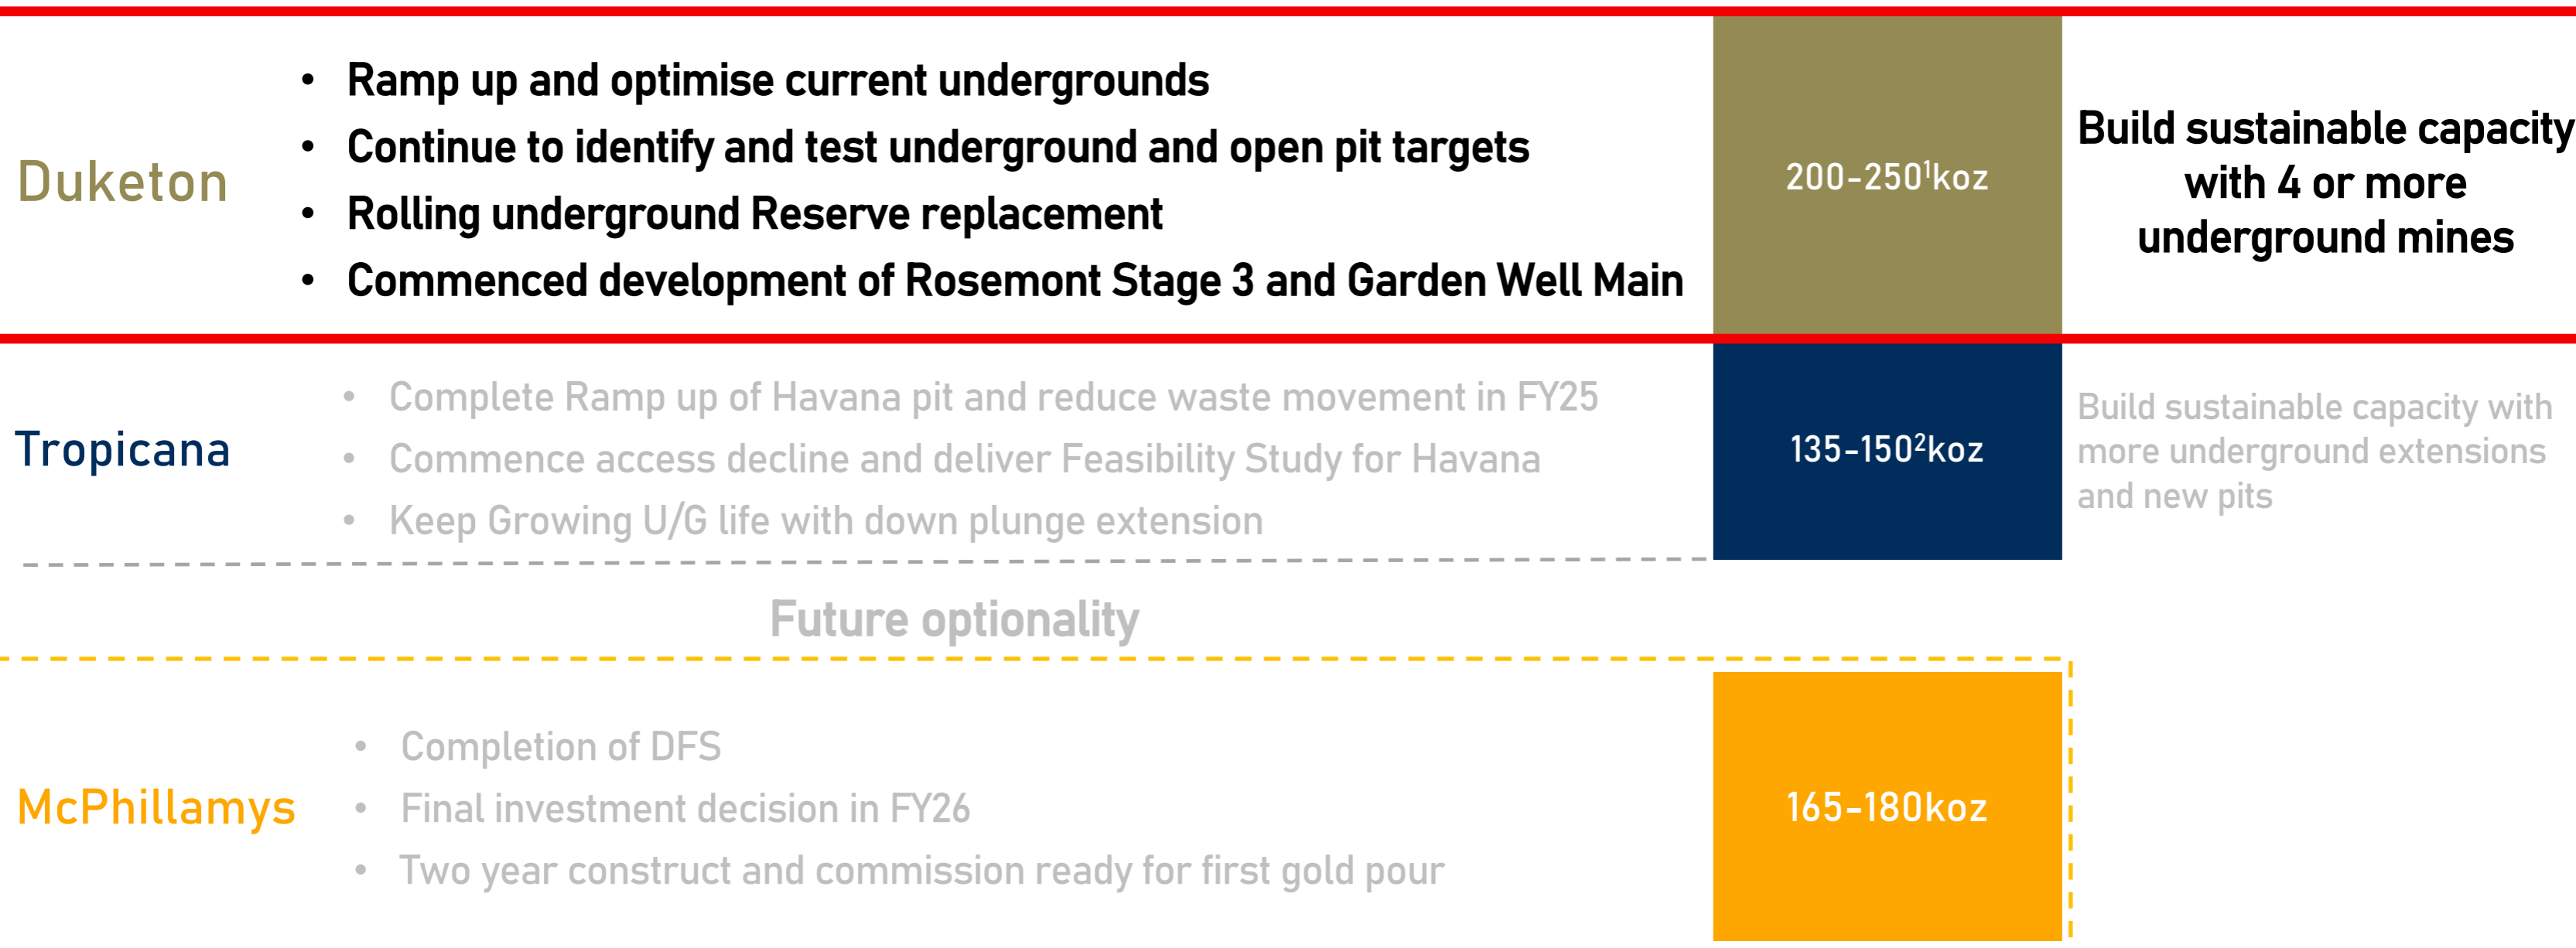 Duketon
• Ramp up and optimise current undergrounds
• Continue to identify and test underground and open pit targets
• Rolling underground Reserve replacement
• Commenced development of Rosemont Stage 3 and Garden Well Main
200-250¹koz
Build sustainable capacity
with 4 or more
underground mines
Tropicana
• Complete Ramp up of Havana pit and reduce waste movement in FY25
• Commence access decline and deliver Feasibility Study for Havana
• Keep Growing U/G life with down plunge extension
135-150²koz
Build sustainable capacity with
more underground extensions
and new pits
Future optionality
McPhillamys
• Completion of DFS
• Final investment decision in FY26
• Two year construct and commission ready for first gold pour
165-180koz